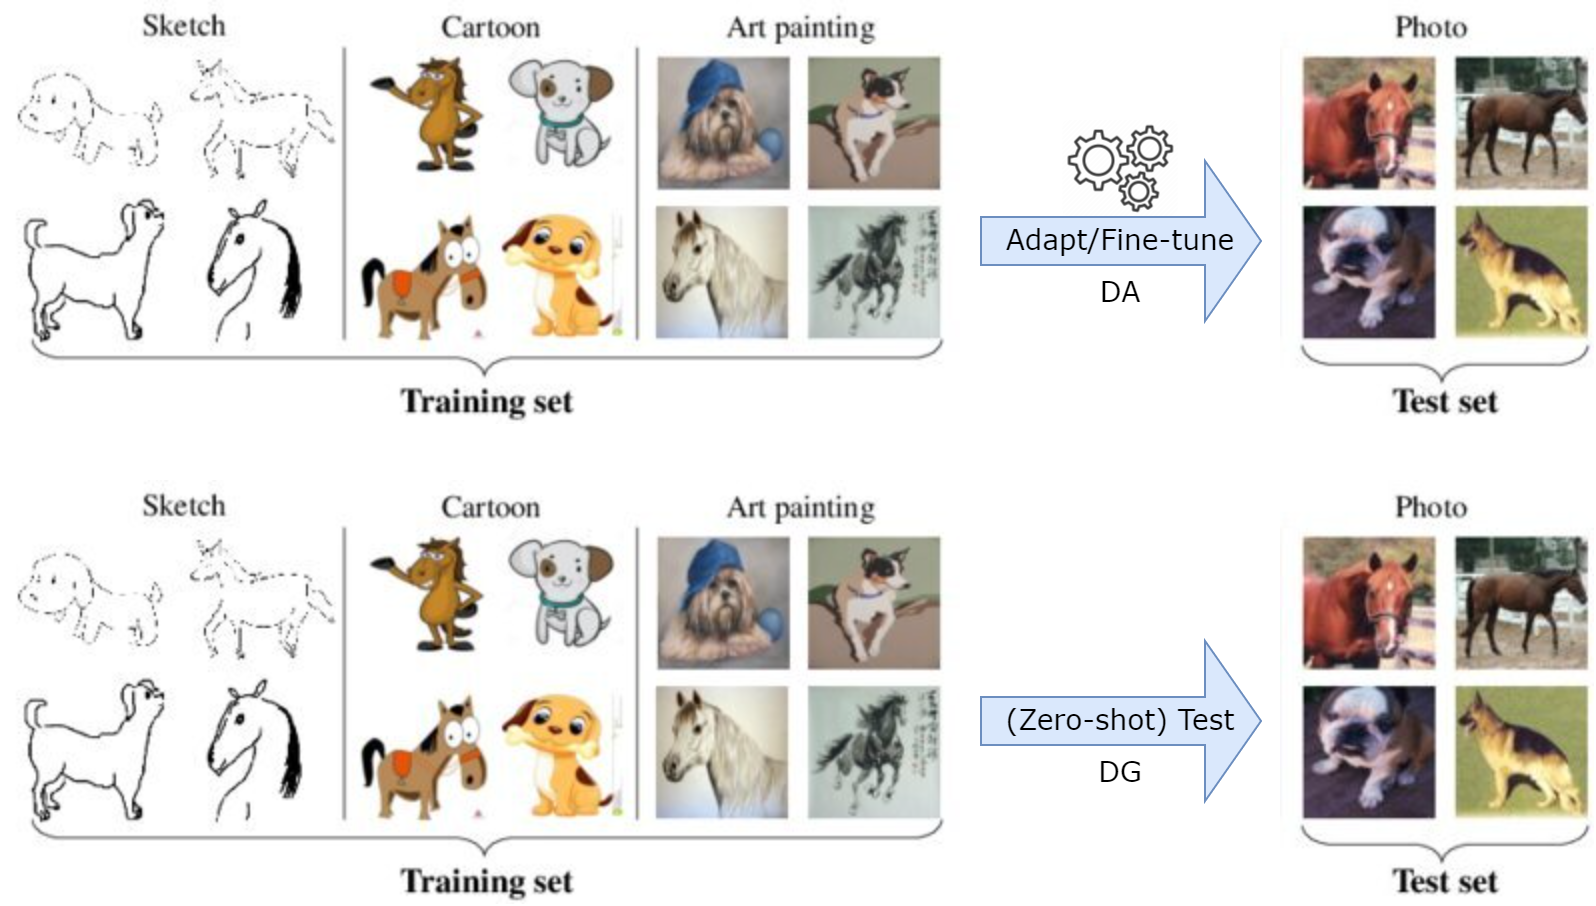 Sketch
Cartoon
Art painting
Photo
Adapt/Fine-tune
DA
Training set
Test set
Sketch
Cartoon
Art painting
Photo
(Zero-shot) Test
DG
Training set
Test set